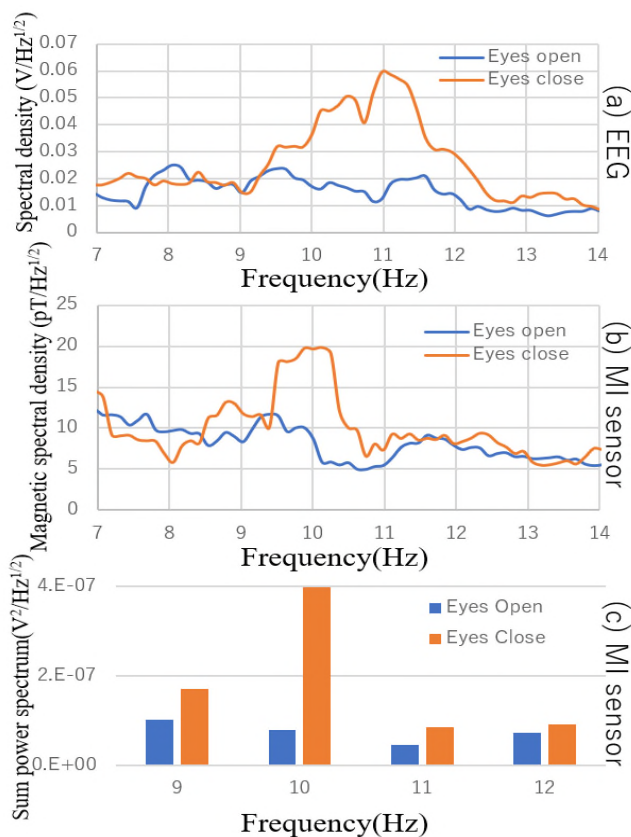 Spectral density (V/Hz1/2)
0.07
0.06
0.05
0.04
0.03
0.02
0.01
0
Eyes open
Eyes close
7 8 9 10 11 12 13 14
Frequency(Hz)
(a) EEG
Magnetic spectral density (pT/Hz1/2)
25
20
15
10
5
0
Eyes open
Eyes close
7 8 9 10 11 12 13 14
Frequency(Hz)
(b) MI sensor
Sum power spectrum(V2/Hz1/2)
4.E-07
2.E-07
0.E+00
Eyes Open
Eyes Close
9 10 11 12
Frequency(Hz)
(c) MI sensor